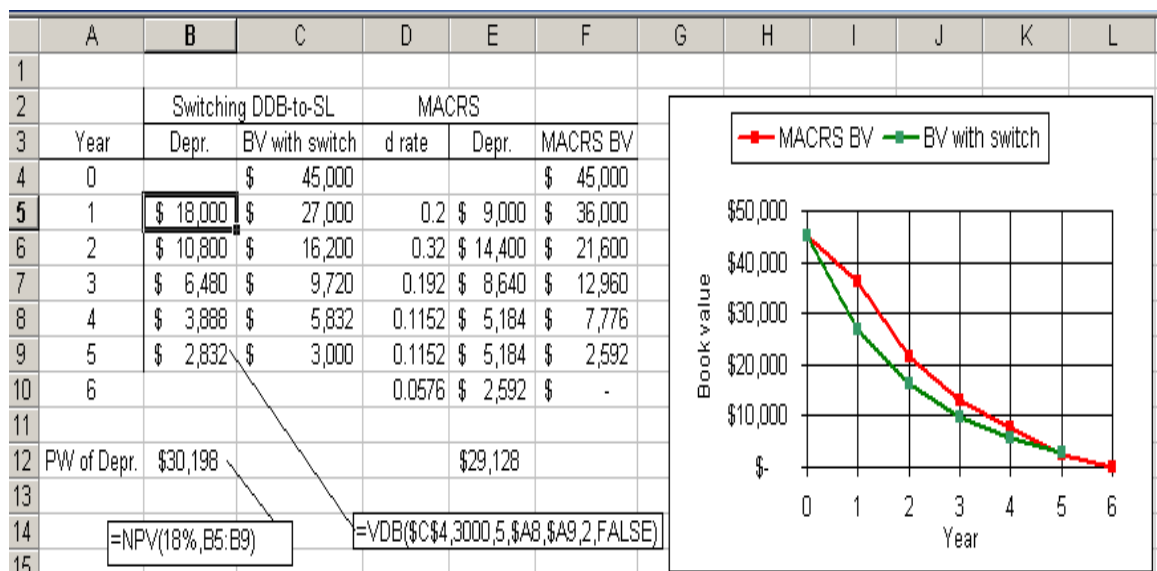 A B C D E F G H I J K L
1
2 Switching DDB-to-SL MACRS
3 Year Depr. BV with switch d rate Depr. MACRS BV
4 0 $ 45,000 $ 45,000
5 1 $ 18,000 $ 27,000 0.2 $ 9,000 $ 36,000
6 2 $ 10,800 $ 16,200 0.32 $ 14,400 $ 21,600
7 3 $ 6,480 $ 9,720 0.192 $ 8,640 $ 12,960
8 4 $ 3,888 $ 5,832 0.1152 $ 5,184 $ 7,776
9 5 $ 2,832 $ 3,000 0.1152 $ 5,184 $ 2,592
10 6 0.0576 $ 2,592 $ -
11
12 PW of Depr. $30,198 $29,128
13
14 =NPV(18%,B5:B9) =VDB($C$4,3000,5,$A8,$A9,2,FALSE)
15
MACRS BV BV with switch
$50,000
$40,000
$30,000
$20,000
$10,000
$-
Book value
0 1 2 3 4 5 6
Year